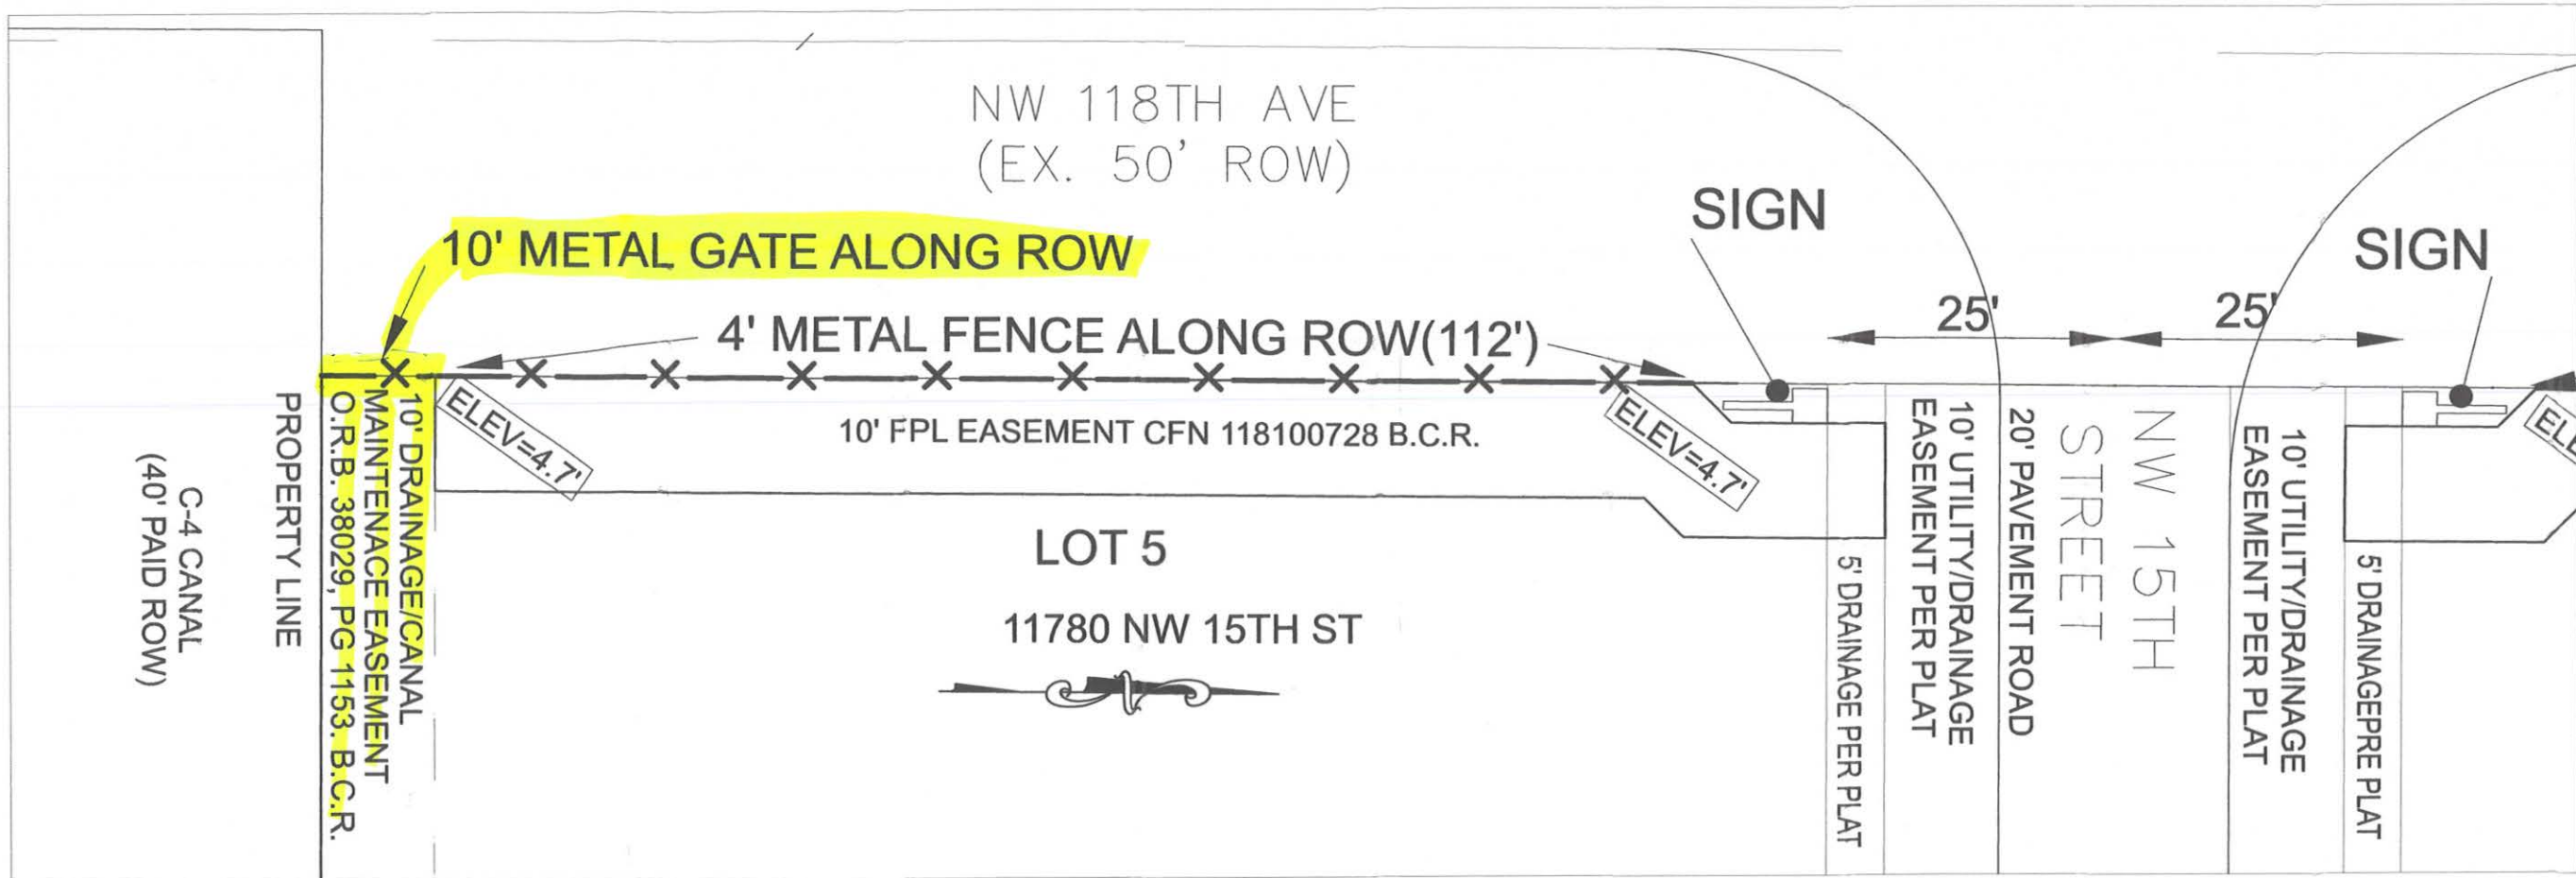 NW 118TH AVE
(EX. 50' ROW)
10' METAL GATE ALONG ROW
SIGN
SIGN
25'
25'
4' METAL FENCE ALONG ROW(112')
ELEV=4.7'
10' FPL EASEMENT CFN 118100728 B.C.R.
ELEV=4.7'
LOT 5
11780 NW 15TH ST
C-4 CANAL
(40' PAID ROW)
PROPERTY LINE
10' DRAINAGE/CANAL
MAINTENACE EASEMENT
O.R.B. 38029, PG 1153. B.C.R.
5' DRAINAGE PER PLAT
10' UTILITY/DRAINAGE
EASEMENT PER PLAT
20' PAVEMENT ROAD
NW 15TH
STREET
10' UTILITY/DRAINAGE
EASEMENT PER PLAT
5' DRAINAGEPRE PLAT